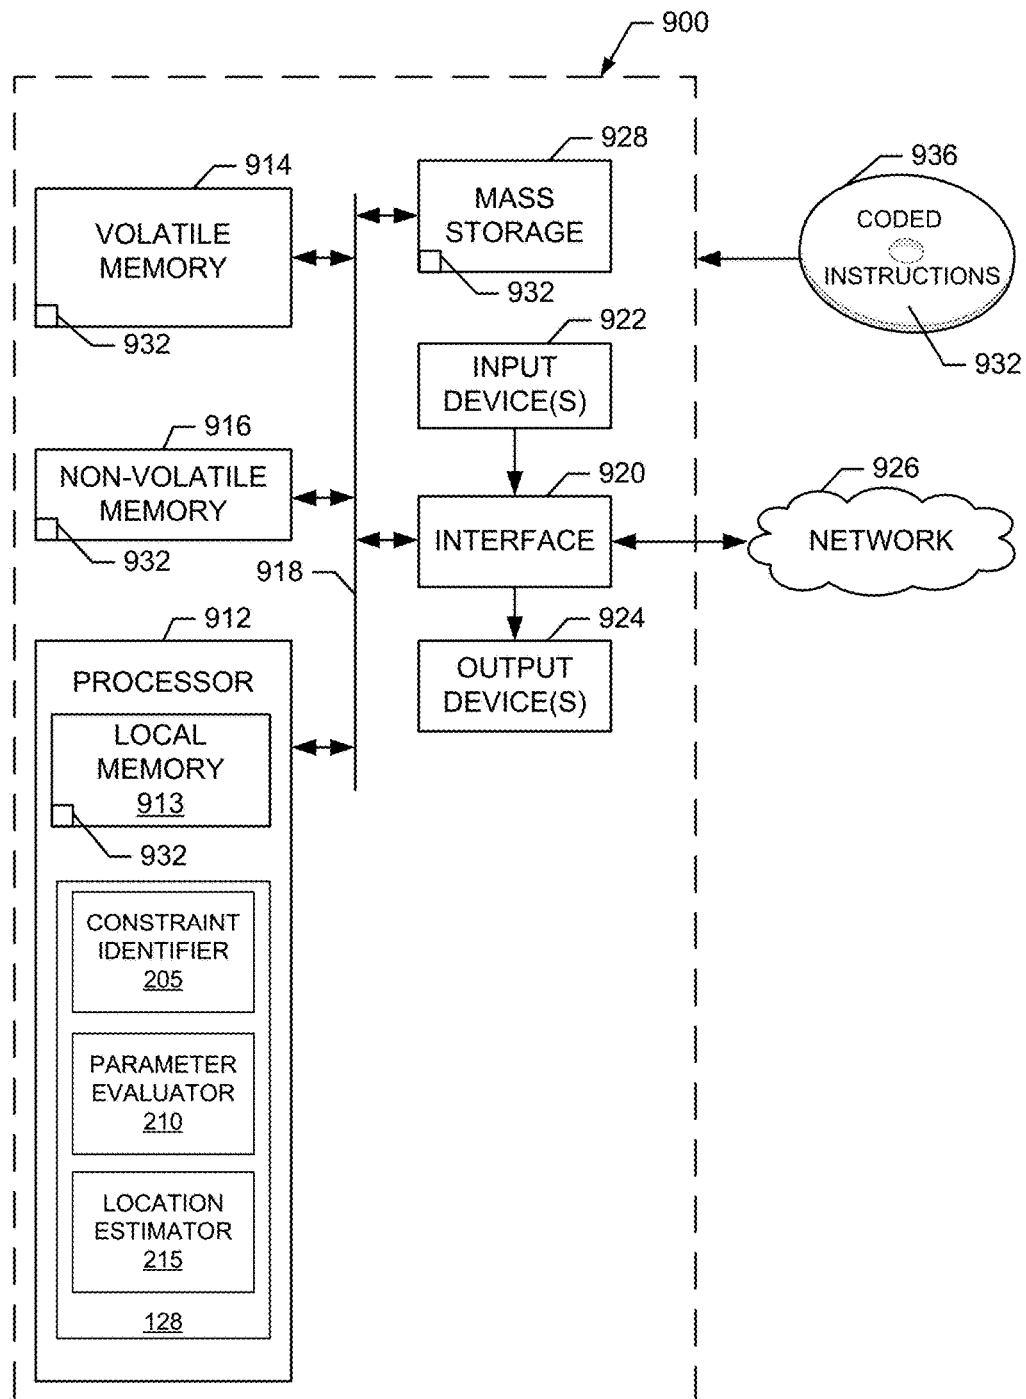 900
914
VOLATILE
MEMORY
932
928
MASS
STORAGE
932
936
CODED
INSTRUCTIONS
932
922
INPUT
DEVICE(S)
916
NON-VOLATILE
MEMORY
932
920
INTERFACE
926
NETWORK
918
912
PROCESSOR
LOCAL
MEMORY
913
932
924
OUTPUT
DEVICE(S)
CONSTRAINT
IDENTIFIER
205
PARAMETER
EVALUATOR
210
LOCATION
ESTIMATOR
215
128